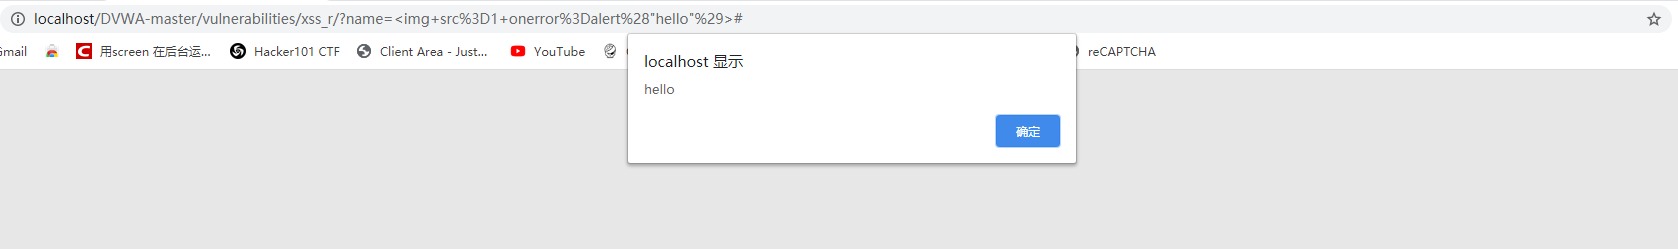 localhost/DVWA-master/vulnerabilities/xss_r/?name=<img+src%3D1+onerror%3Dalert%28"hello"%29>#
Gmail 用screen 在后台运... Hacker101 CTF Client Area - Just... YouTube reCAPTCHA
localhost 显示
hello
确定